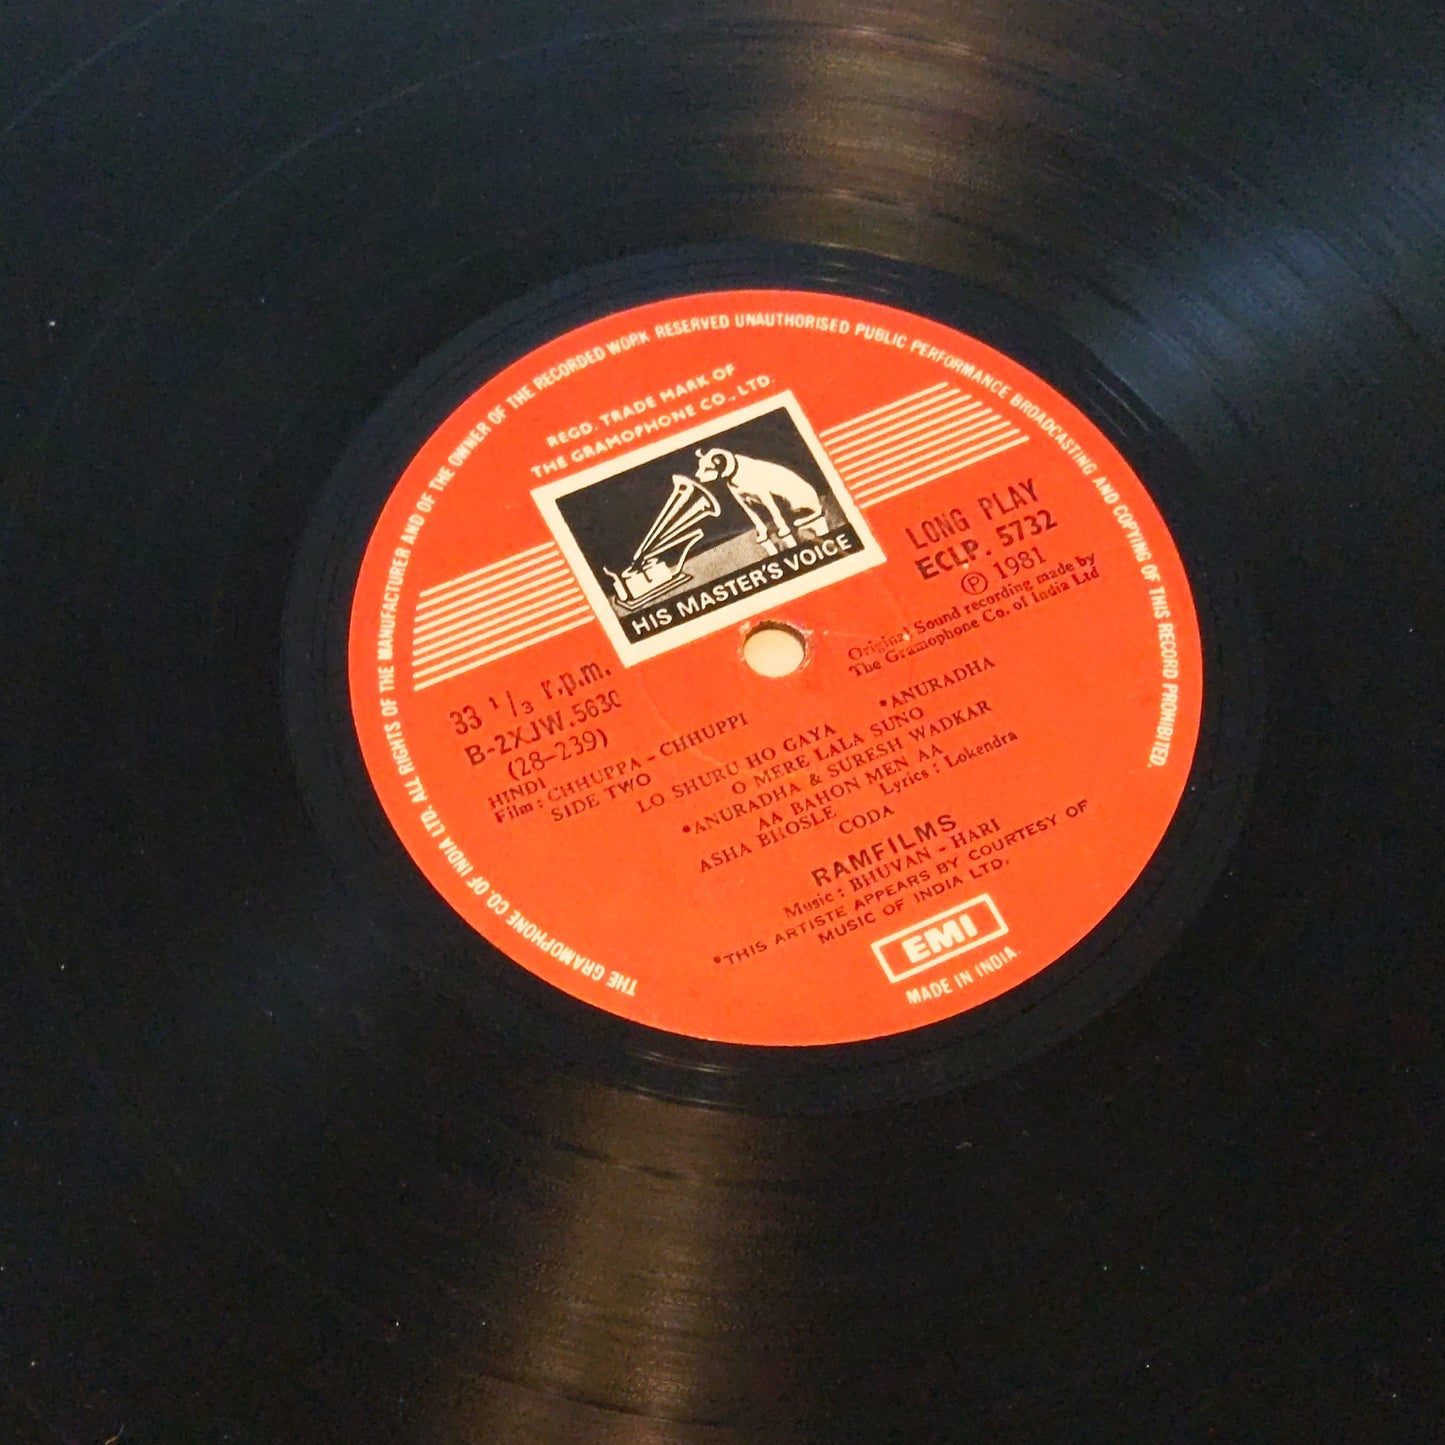 THE GRAMOPHONE CO. OF INDIA LTD. ALL RIGHTS OF THE MANUFACTURER AND OF THE OWNER OF THE RECORDED WORK RESERVED UNAUTHORISED PUBLIC PERFORMANCE BROADCASTING AND COPYING OF THIS RECORD PROHIBITED.
REGD. TRADE MARK OF
THE GRAMOPHONE CO., LTD.
HIS MASTER'S VOICE
LONG PLAY
ECLP. 5732
Ⓟ 1981
Original Sound recording made by
The Gramophone Co. of India Ltd
33 1/3 r.p.m.
B-2XJW.5630
(28-239)
HINDI
Film : CHHUPPA - CHHUPPI
SIDE TWO
LO SHURU HO GAYA
*ANURADHA
O MERE LALA SUNO
*ANURADHA & SURESH WADKAR
AA BAHON MEN AA
ASHA BHOSLE
Lyrics : Lokendra
CODA
RAMFILMS
Music : BHUVAN - HARI
*THIS ARTISTE APPEARS BY COURTESY OF
MUSIC OF INDIA LTD.
EMI
MADE IN INDIA.